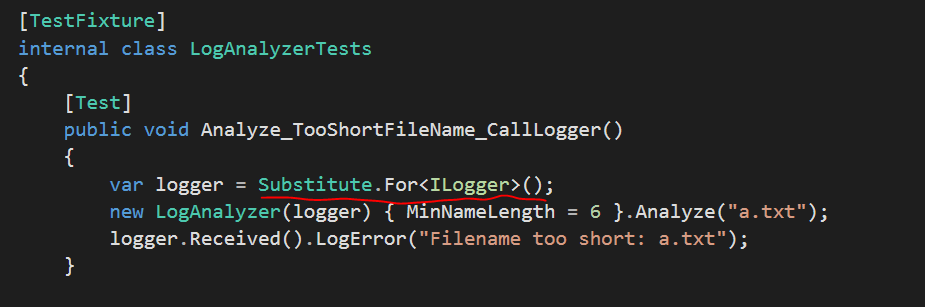 [TestFixture]
internal class LogAnalyzerTests
{
[Test]
public void Analyze_TooShortFileName_CallLogger()
{
var logger = Substitute.For<ILogger>();
new LogAnalyzer(logger) { MinNameLength = 6 }.Analyze("a.txt");
logger.Received().LogError("Filename too short: a.txt");
}